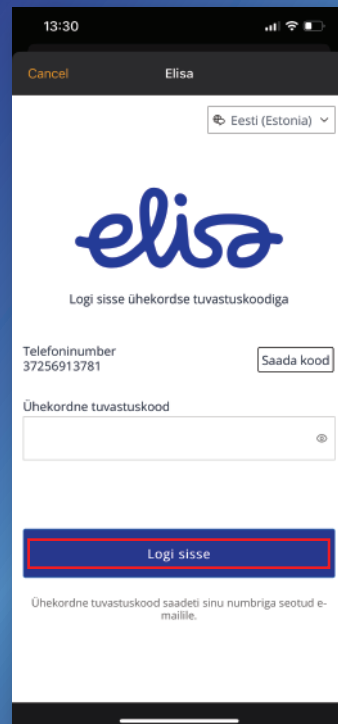 13:30
Cancel
Elisa
Eesti (Estonia)
elisa
Logi sisse ühekordse tuvastuskoodiga
Telefoninumber
37256913781
Saada kood
Ühekordne tuvastuskood
Logi sisse
Ühekordne tuvastuskood saadeti sinu numbriga seotud e-
mailile.